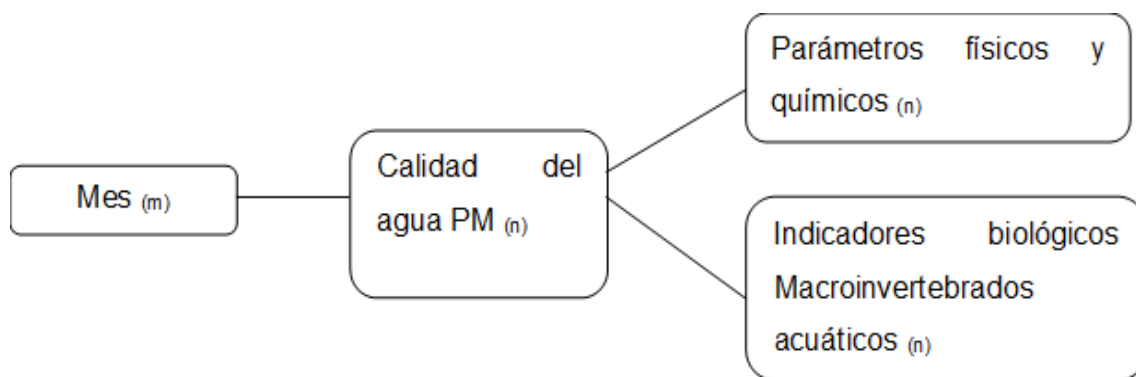 Mes (m)
Calidad del
agua PM (n)
Parámetros físicos y
químicos (n)
Indicadores biológicos
Macroinvertebrados
acuáticos (n)